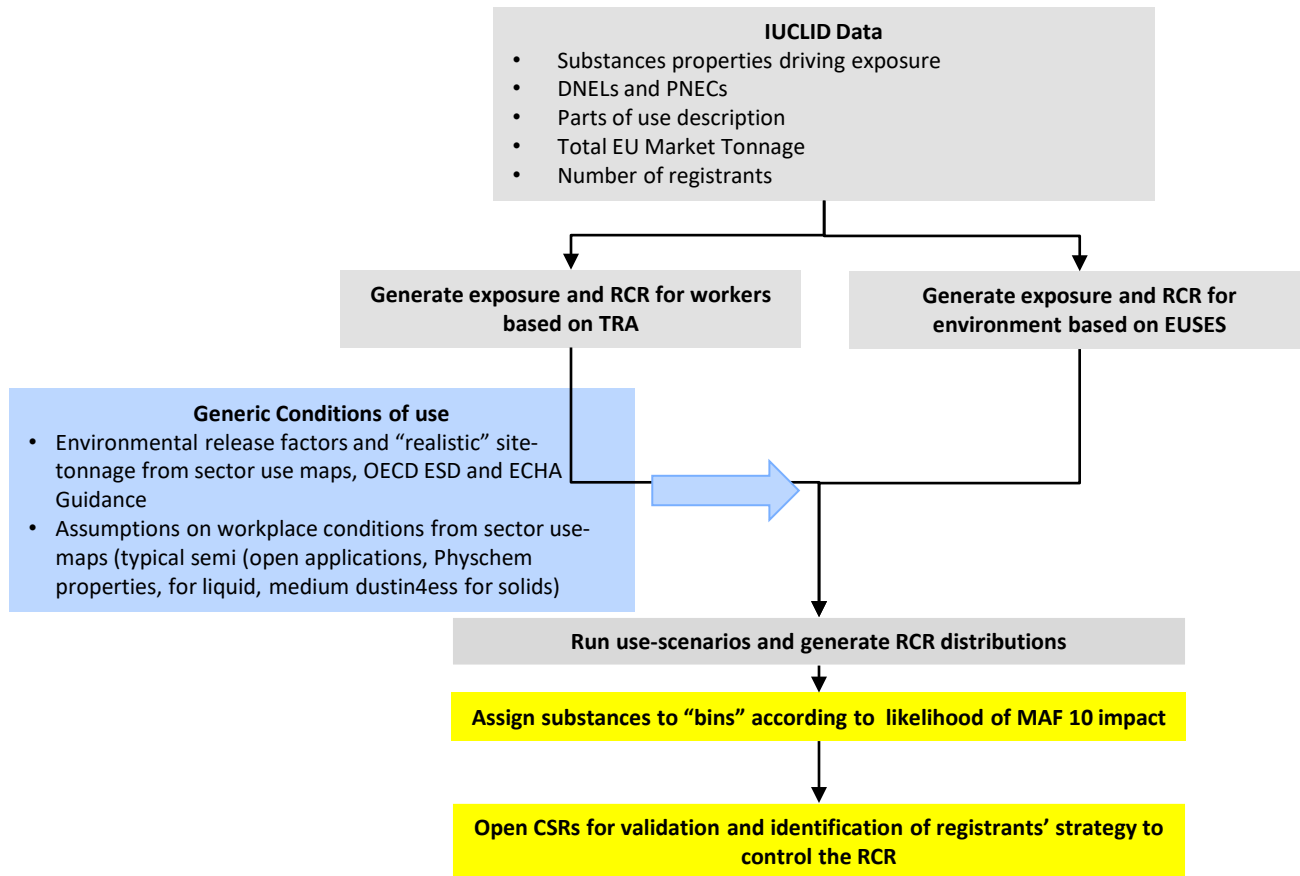 IUCLID Data
• Substances properties driving exposure
• DNELs and PNECs
• Parts of use description
• Total EU Market Tonnage
• Number of registrants
Generate exposure and RCR for workers
based on TRA
Generate exposure and RCR for
environment based on EUSES
Generic Conditions of use
• Environmental release factors and “realistic” site-
tonnage from sector use maps, OECD ESD and ECHA
Guidance
• Assumptions on workplace conditions from sector use-
maps (typical semi (open applications, Physchem
properties, for liquid, medium dustin4ess for solids)
Run use-scenarios and generate RCR distributions
Assign substances to “bins” according to likelihood of MAF 10 impact
Open CSRs for validation and identification of registrants’ strategy to
control the RCR